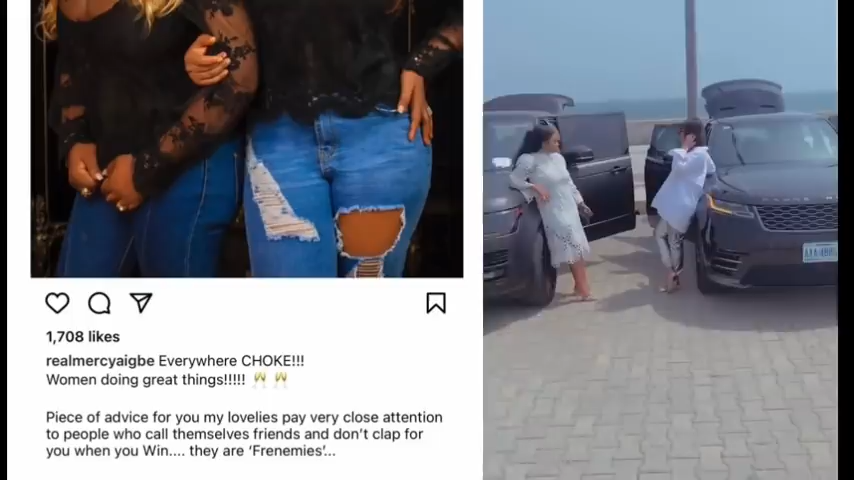 1,708 likes
realmercyaigbe Everywhere CHOKE!!!
Women doing great things!!!!! 🥂 🥂
Piece of advice for you my lovelies pay very close attention
to people who call themselves friends and don't clap for
you when you Win.... they are 'Frenemies'...